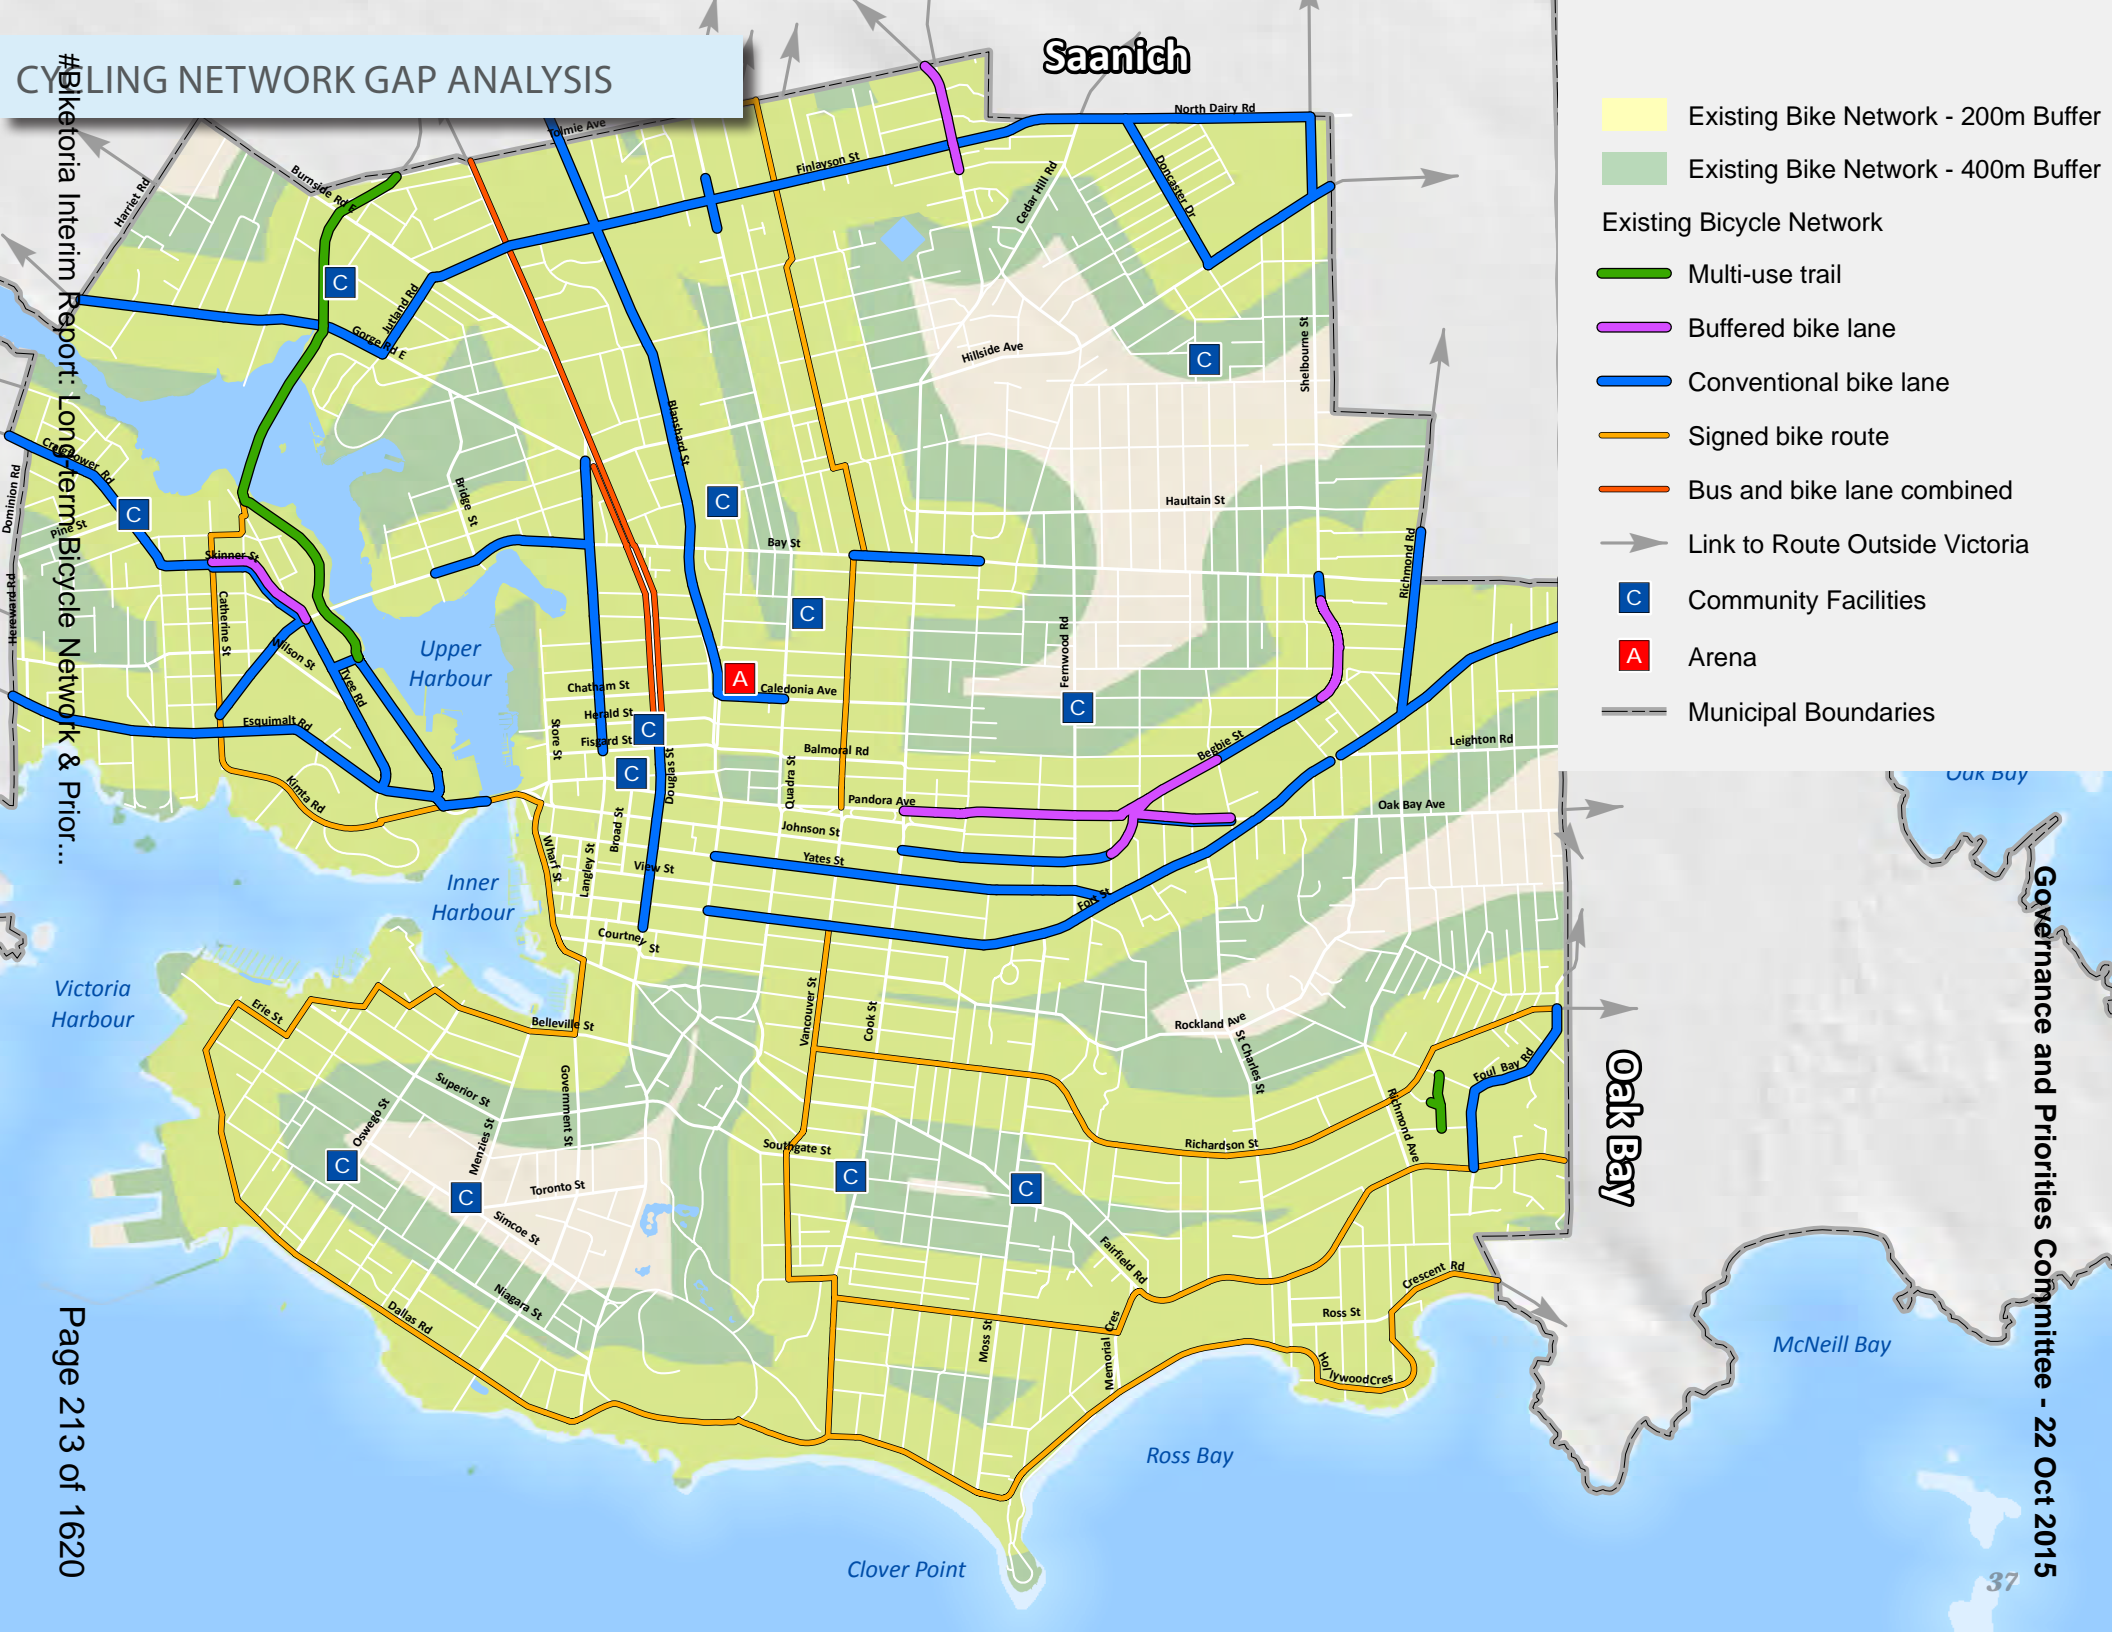 CYCLING NETWORK GAP ANALYSIS
#Biketoria Interim Report: Long-term Bicycle Network & Prior...
Page 213 of 1620
Governance and Priorities Committee - 22 Oct 2015
37
Existing Bike Network - 200m Buffer
Existing Bike Network - 400m Buffer
Existing Bicycle Network
Multi-use trail
Buffered bike lane
Conventional bike lane
Signed bike route
Bus and bike lane combined
Link to Route Outside Victoria
C Community Facilities
A Arena
Municipal Boundaries
Saanich
Oak Bay
Oak Bay
McNeill Bay
Ross Bay
Clover Point
Victoria
Harbour
Inner
Harbour
Upper
Harbour
Tolmie Ave
North Dairy Rd
Finlayson St
Burnside Rd E
Harriet Rd
Cedar Hill Rd
Doncaster Dr
Jutland Rd
Gorge Rd E
Hillside Ave
Shelbourne St
Blanshard St
Craigflower Rd
Dominion Rd
Pine St
Bridge St
Haultain St
Bay St
Richmond Rd
Skinner St
Hereward Rd
Catherine St
Wilson St
Tyee Rd
Fernwood Rd
Chatham St
Caledonia Ave
Herald St
Esquimalt Rd
Store St
Fisgard St
Balmoral Rd
Begbie St
Leighton Rd
Douglas St
Quadra St
Kimta Rd
Pandora Ave
Oak Bay Ave
Johnson St
Broad St
Wharf St
Langley St
View St
Yates St
Fort St
Courtney St
Vancouver St
Cook St
Erie St
Belleville St
Rockland Ave
St Charles St
Foul Bay Rd
Superior St
Government St
Oswego St
Menzies St
Richmond Ave
Southgate St
Richardson St
Toronto St
Simcoe St
Fairfield Rd
Crescent Rd
Niagara St
Dallas Rd
Ross St
Moss St
Memorial Cres
HollywoodCres
C
C
C
C
C
C
C
C
C
C
C
C
A